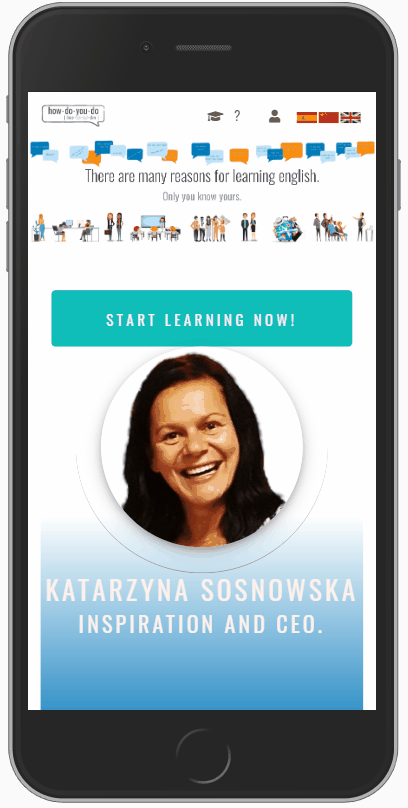 how-do-you-do
?
There are many reasons for learning english.
Only you know yours.
START LEARNING NOW!
KATARZYNA SOSNOWSKA
INSPIRATION AND CEO.